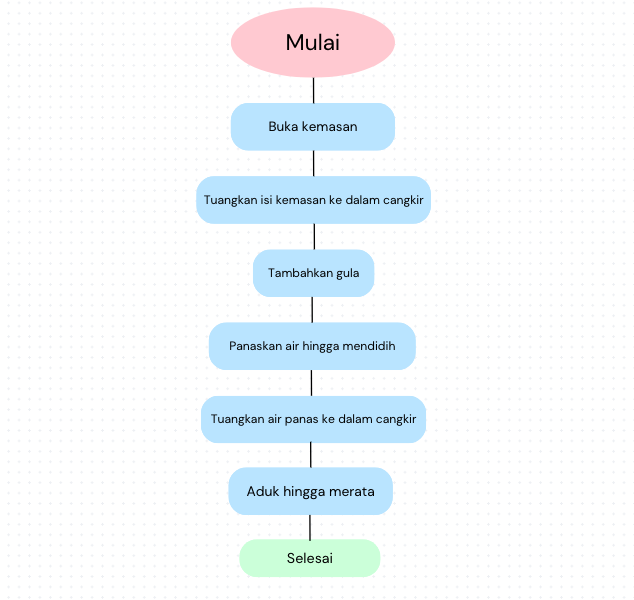 Mulai
Buka kemasan
Tuangkan isi kemasan ke dalam cangkir
Tambahkan gula
Panaskan air hingga mendidih
Tuangkan air panas ke dalam cangkir
Aduk hingga merata
Selesai